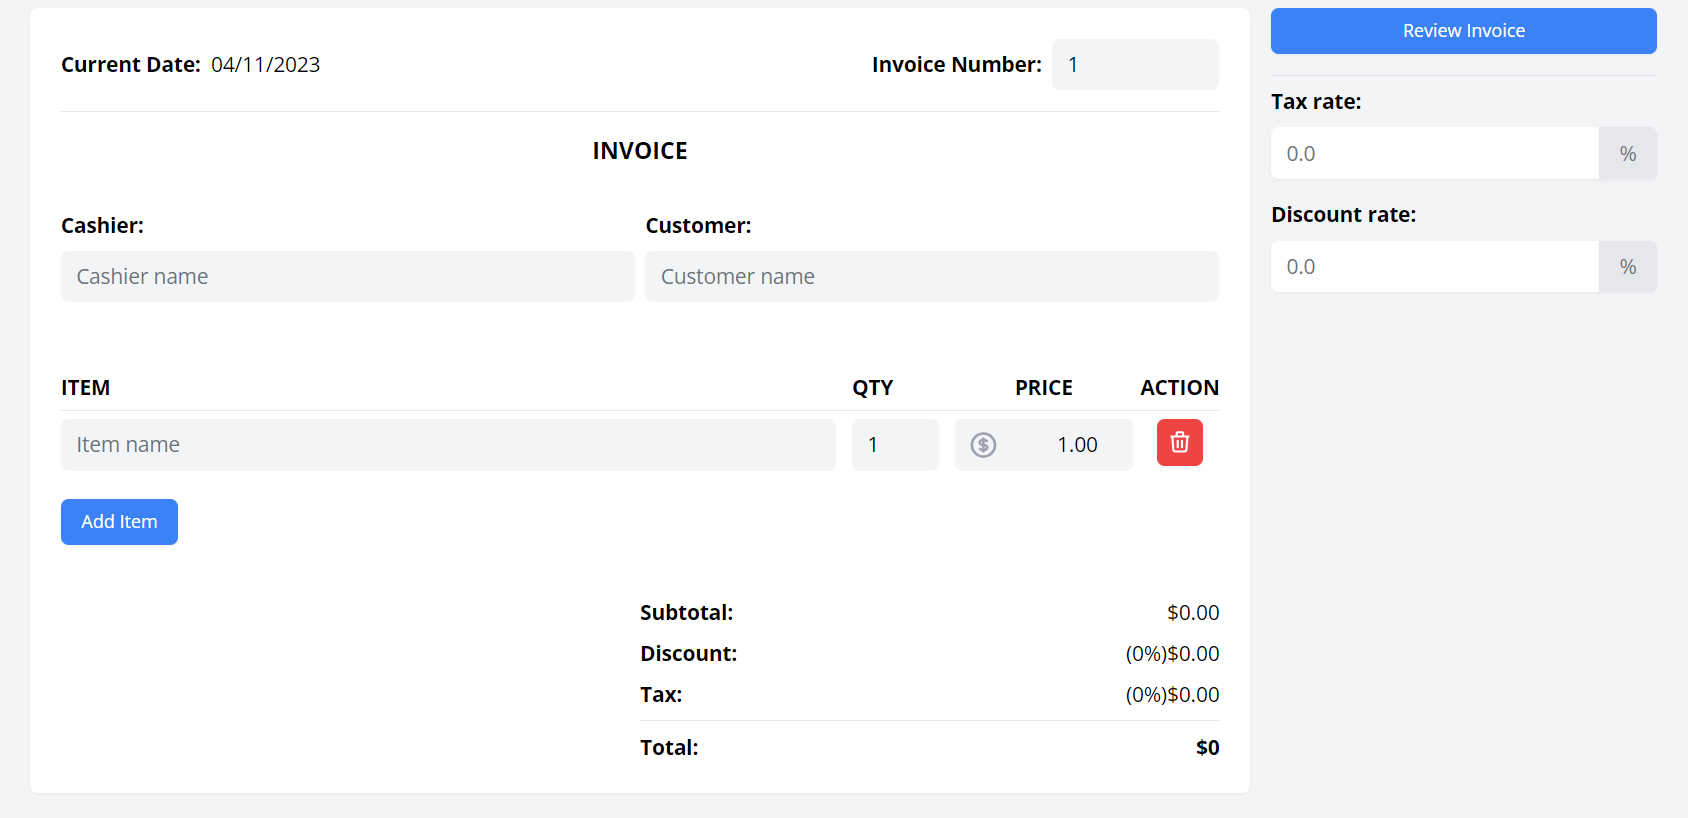 Current Date: 04/11/2023
Invoice Number: 1
Review Invoice
INVOICE
Tax rate:
0.0 %
Discount rate:
0.0 %
Cashier: Customer:
Cashier name Customer name
ITEM QTY PRICE ACTION
Item name 1 $ 1.00
Add Item
Subtotal: $0.00
Discount: (0%)$0.00
Tax: (0%)$0.00
Total: $0